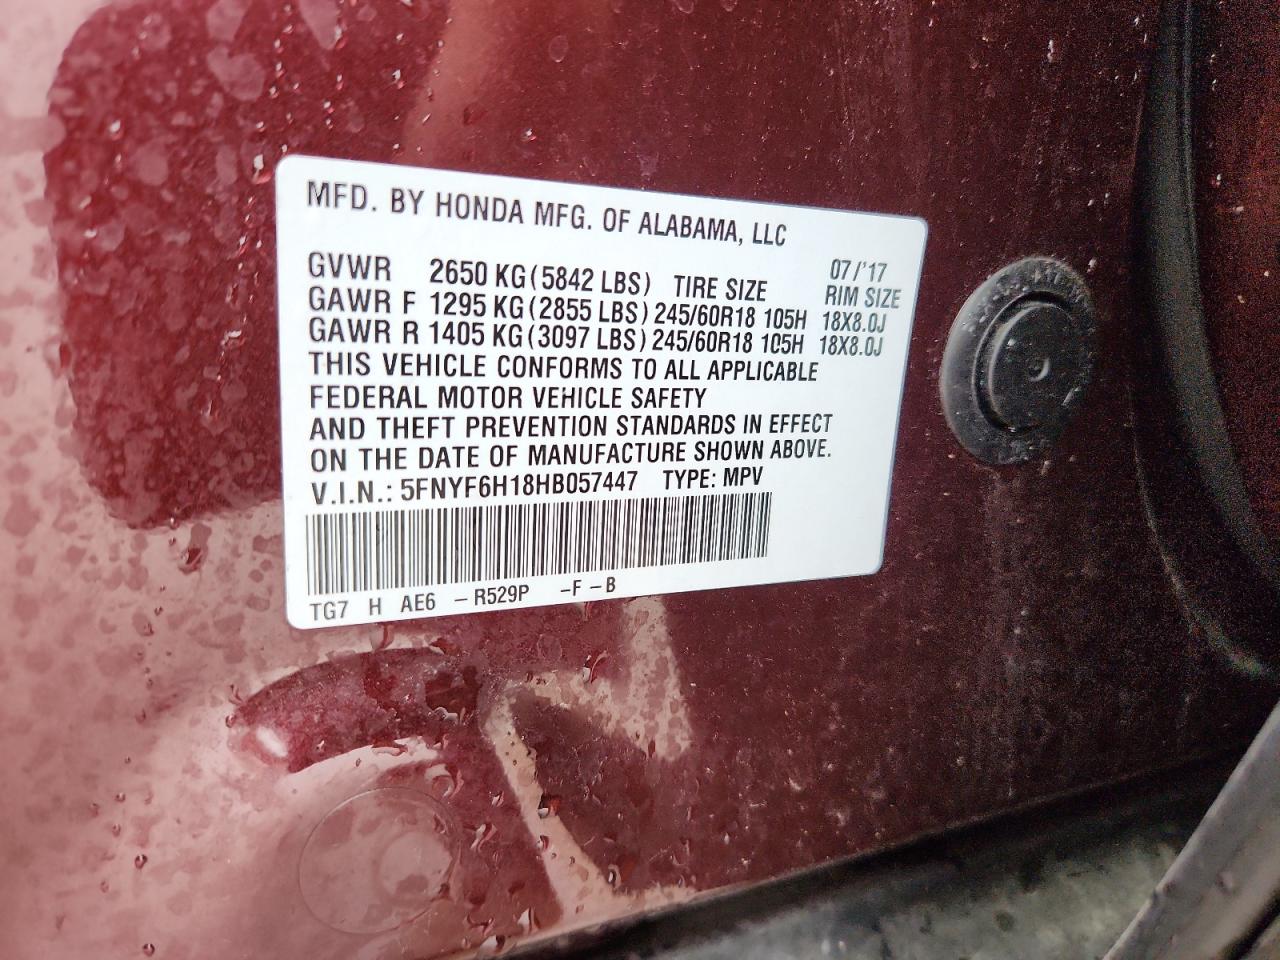 MFD. BY HONDA MFG. OF ALABAMA, LLC
07/'17
GVWR 2650 KG(5842 LBS) TIRE SIZE RIM SIZE
GAWR F 1295 KG(2855 LBS) 245/60R18 105H 18X8.0J
GAWR R 1405 KG(3097 LBS) 245/60R18 105H 18X8.0J
THIS VEHICLE CONFORMS TO ALL APPLICABLE
FEDERAL MOTOR VEHICLE SAFETY
AND THEFT PREVENTION STANDARDS IN EFFECT
ON THE DATE OF MANUFACTURE SHOWN ABOVE.
V.I.N.: 5FNYF6H18HB057447 TYPE: MPV
TG7 H AE6 -R529P -F-B